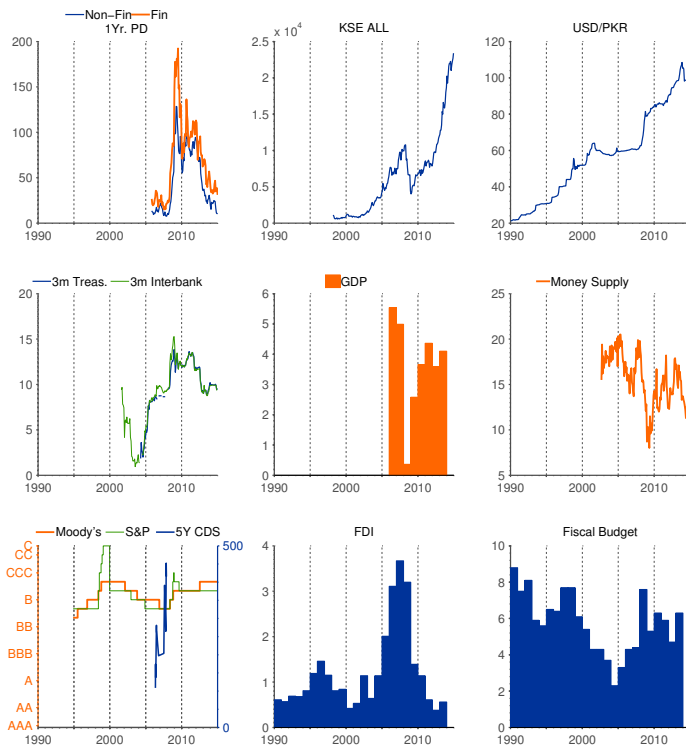 Non−Fin Fin
1Yr. PD
200
150
100
50
0
1990 2000 2010
KSE ALL
x 10^4
2.5
2
1.5
1
0.5
0
1990 2000 2010
USD/PKR
120
100
80
60
40
20
1990 2000 2010
3m Treas. 3m Interbank
20
15
10
5
0
1990 2000 2010
GDP
6
5
4
3
2
1
0
1990 2000 2010
Money Supply
25
20
15
10
5
1990 2000 2010
Moody's S&P 5Y CDS
C
CC
CCC
B
BB
BBB
A
AA
AAA
500
0
1990 2000 2010
FDI
4
3
2
1
0
1990 2000 2010
Fiscal Budget
10
8
6
4
2
0
1990 2000 2010